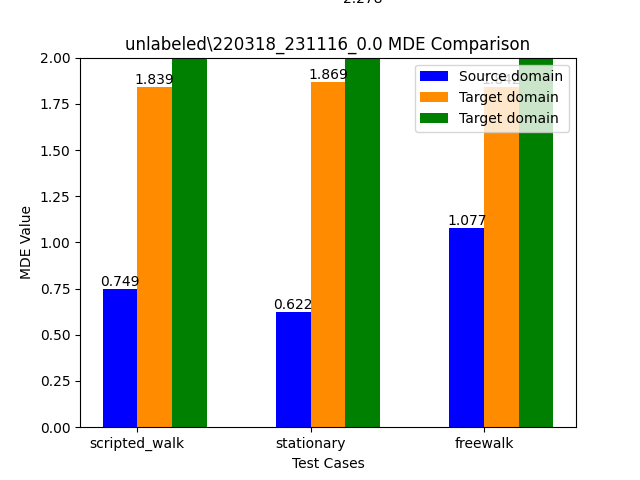 2.278
unlabeled\220318_231116_0.0 MDE Comparison
Source domain
Target domain
Target domain
1.839
1.869
0.749
0.622
1.077
2.00
1.75
1.50
1.25
1.00
0.75
0.50
0.25
0.00
MDE Value
scripted_walk
stationary
freewalk
Test Cases